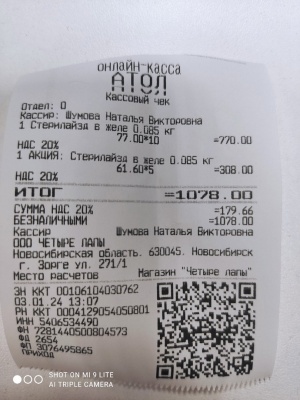 ОНЛАЙН-КАССА
АТОЛ
Кассовый чек
Отдел: 0
Кассир: Шумова Наталья Викторовна
1 Стерилайзд в желе 0.085 кг
77.00*10 =770.00
НДС 20%
1 АКЦИЯ: Стерилайзд в желе 0.085 кг
61.60*5 =308.00
НДС 20%
ИТОГ =1078.00
СУММА НДС 20% =179.66
БЕЗНАЛИЧНЫМИ =1078.00
Кассир Шумова Наталья Викторовна
ООО ЧЕТЫРЕ ЛАПЫ
Новосибирская область. 630045. Новосибирск
г. Зорге ул. 271/1
Место расчетов Магазин "Четыре лапы"
ЗН ККТ 00106104030762
03.01.24 13:07
РН ККТ 0004129054050801
ИНН 5406534490
ФН 7281440500804573
ФД 2654
ФП 3076495865
ПРИХОД
SHOT ON MI 9 LITE
AI TRIPLE CAMERA